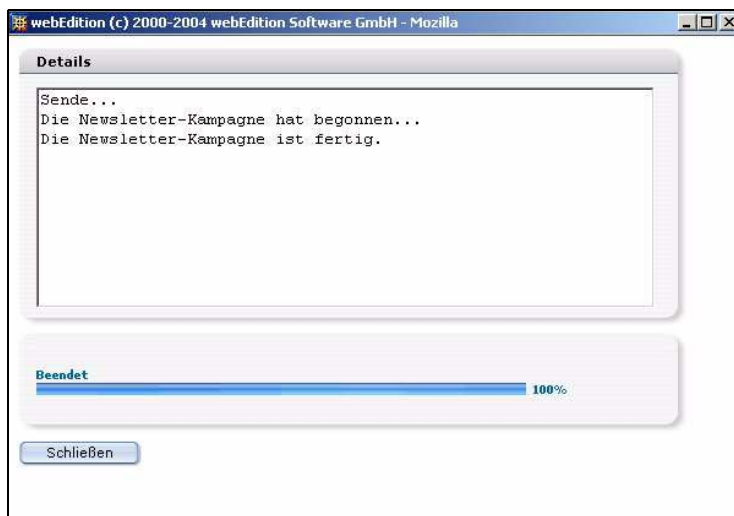 webEdition (c) 2000-2004 webEdition Software GmbH - Mozilla
Details
Sende...
Die Newsletter-Kampagne hat begonnen...
Die Newsletter-Kampagne ist fertig.
Beendet
100%
Schließen